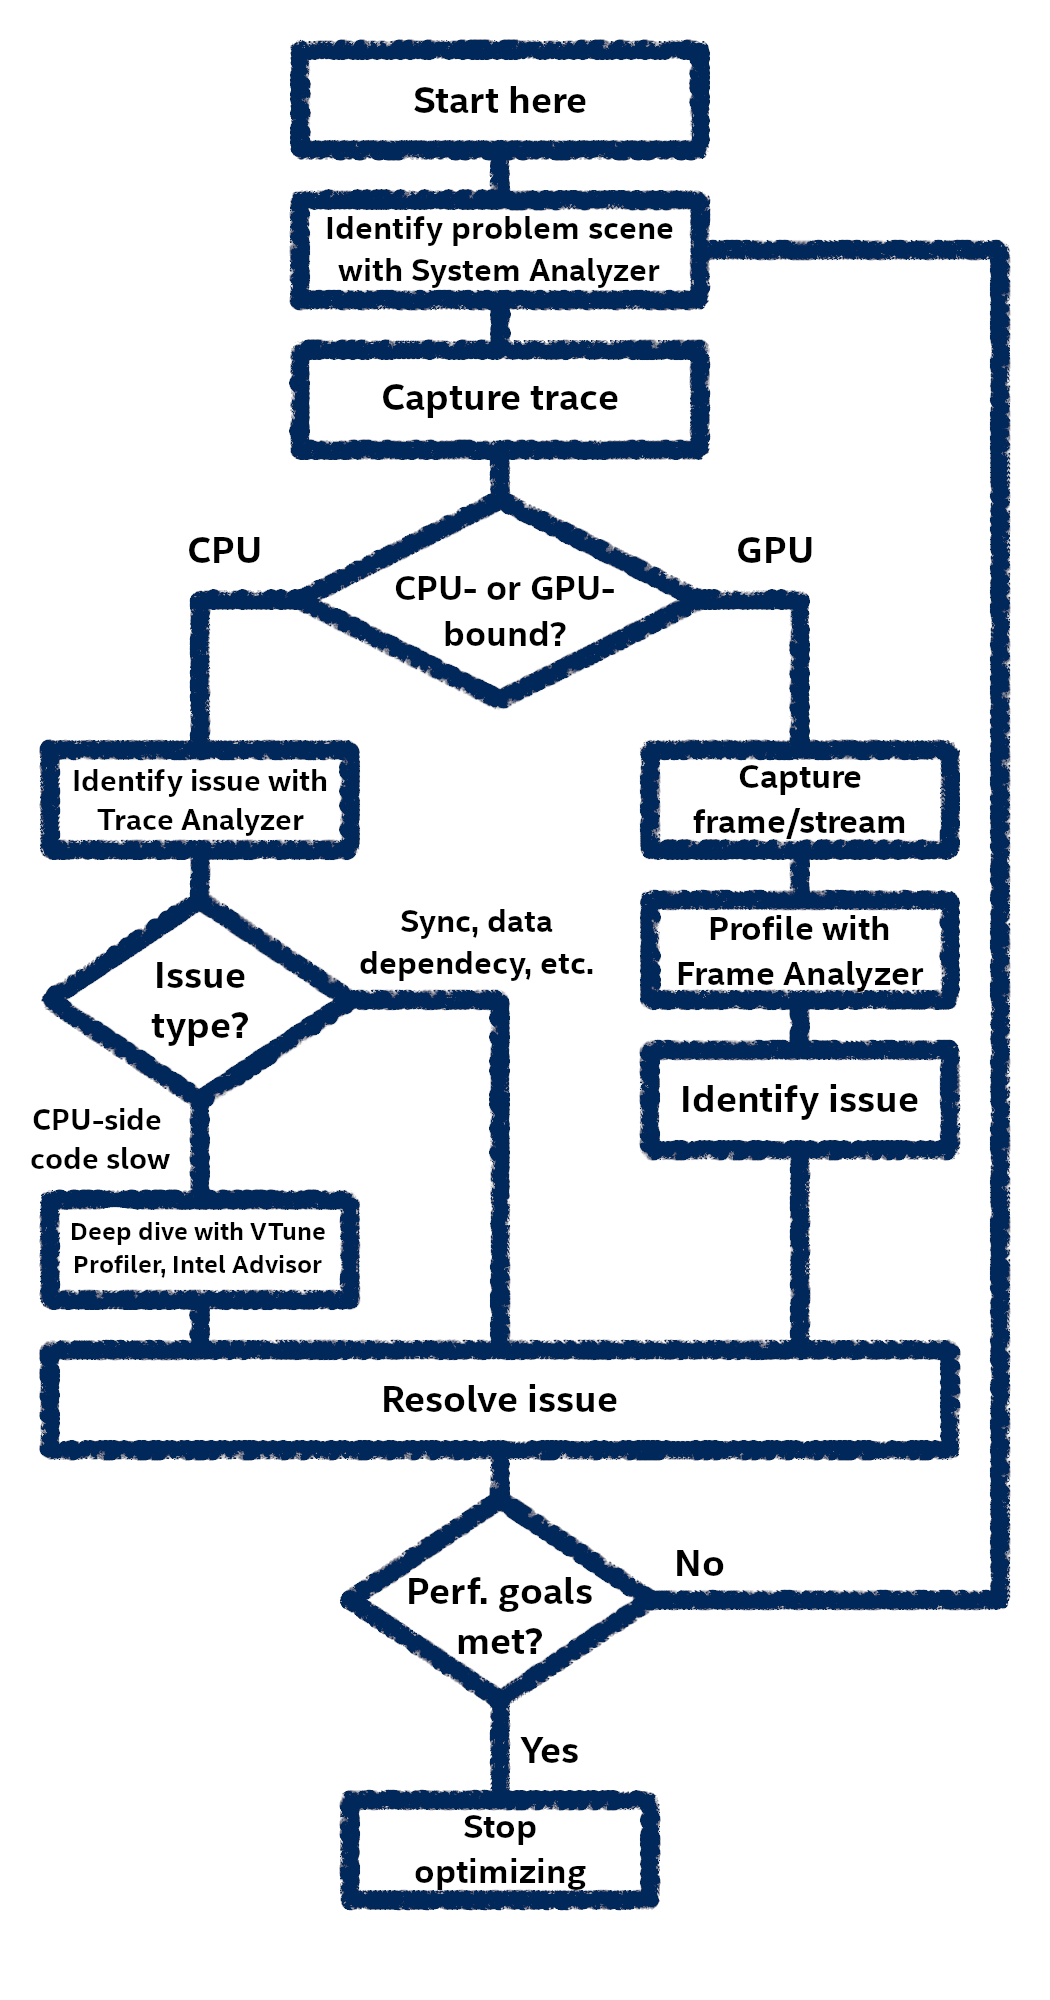 Start here
Identify problem scene
with System Analyzer
Capture trace
CPU
GPU
CPU- or GPU-
bound?
Identify issue with
Trace Analyzer
Capture
frame/stream
Sync, data
dependecy, etc.
Profile with
Frame Analyzer
Issue
type?
Identify issue
CPU-side
code slow
Deep dive with VTune
Profiler, Intel Advisor
Resolve issue
No
Perf. goals
met?
Yes
Stop
optimizing